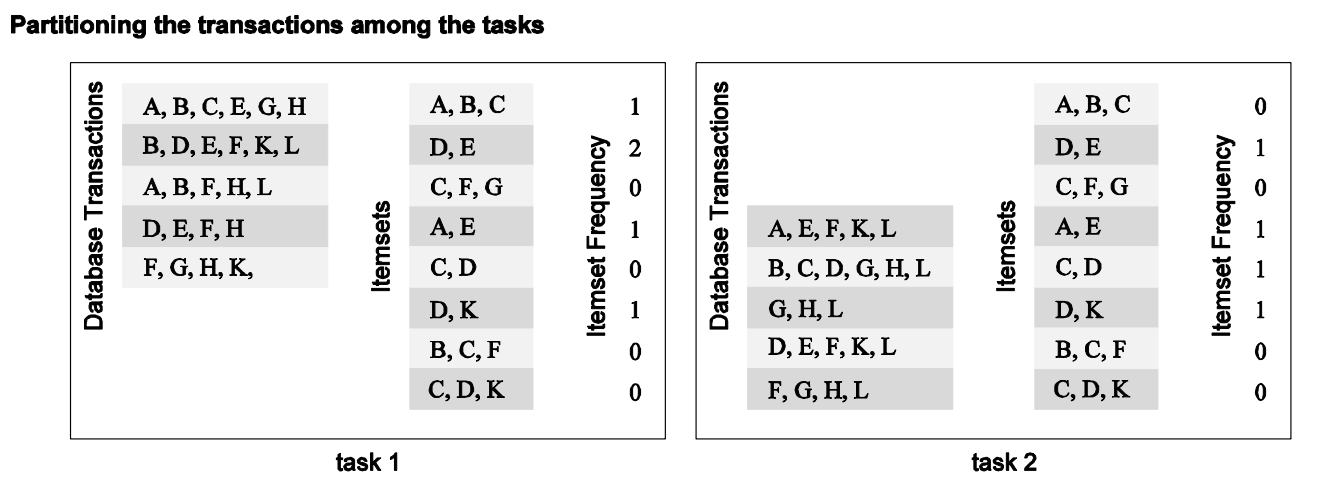 Partitioning the transactions among the tasks
Database Transactions
A, B, C, E, G, H
B, D, E, F, K, L
A, B, F, H, L
D, E, F, H
F, G, H, K,
Itemsets
A, B, C
D, E
C, F, G
A, E
C, D
D, K
B, C, F
C, D, K
Itemset Frequency
1
2
0
1
0
1
0
0
task 1
Database Transactions
A, E, F, K, L
B, C, D, G, H, L
G, H, L
D, E, F, K, L
F, G, H, L
Itemsets
A, B, C
D, E
C, F, G
A, E
C, D
D, K
B, C, F
C, D, K
Itemset Frequency
0
1
0
1
1
1
0
0
task 2